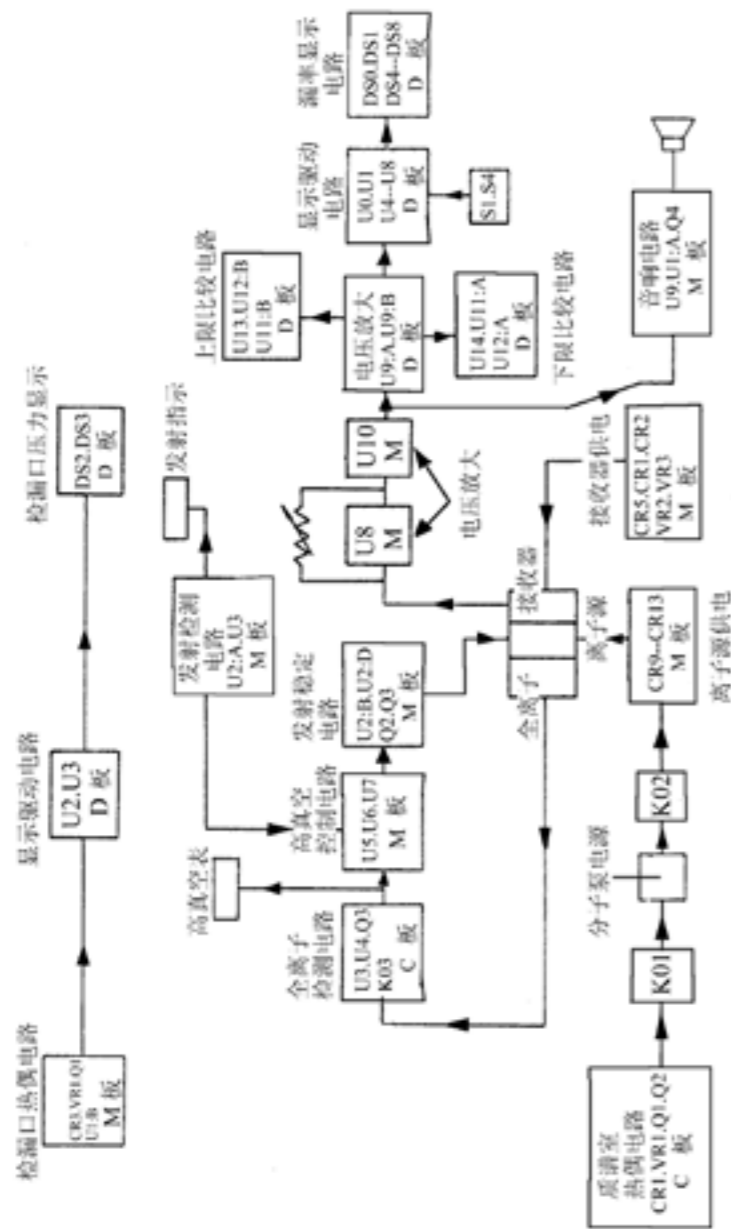 检漏口热偶电路
CR3.VR1.Q1
U1:B
M 板
显示驱动电路
U2.U3
D 板
检漏口压力显示
DS2.DS3
D 板
发射检测
电路
U2:A.U3
M 板
发射指示
高真空表
全离子
检测电路
U3.U4.Q3
K03
C 板
高真空
控制电路
U5.U6.U7
M 板
发射稳定
电路
U2:B.U2:D
Q2.Q3
M 板
U8
M
U10
M
电压放大
上限比较电路
U13.U12:B
U11:B
D 板
电压放大
U9:A.U9:B
D 板
U14.U11:A
U12:A
D 板
下限比较电路
显示驱动
电路
U0.U1
U4--U8
D 板
S1.S4
漏率显示
电路
DS0.DS1
DS4--DS8
D 板
全离子
离子源
接收器
音响电路
U9.U1:A.Q4
M 板
CR5.CR1.CR2
VR2.VR3
M 板
接收器供电
质谱室
热偶电路
CR1.VR1.Q1.Q2
C 板
K01
分子泵电源
K02
CR9--CR13
M 板
离子源供电